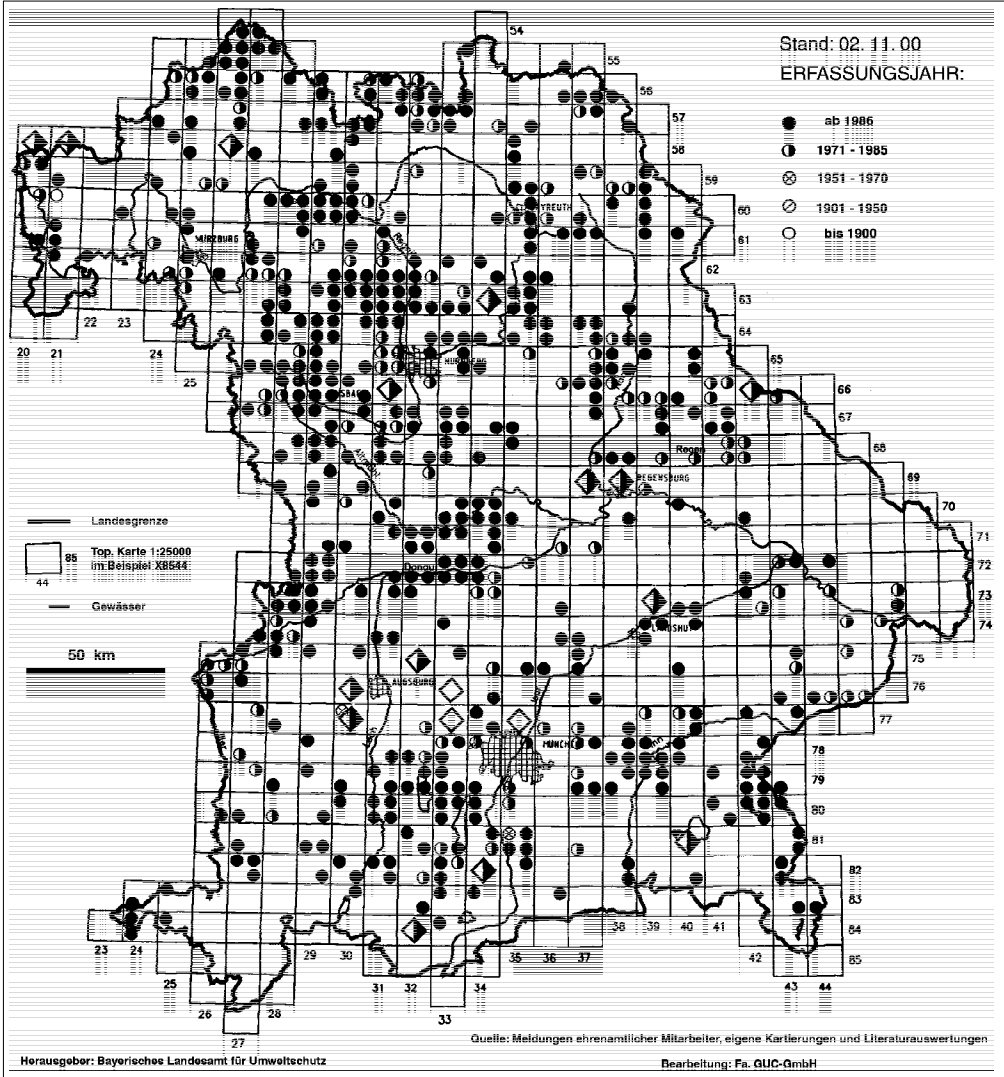 Stand: 02. 11. 00
ERFASSUNGSJAHR:
ab 1986
1971 - 1985
1951 - 1970
1901 - 1950
bis 1900
54
55
56
57
58
59
60
61
62
63
64
65
66
67
68
69
70
71
72
73
74
75
76
77
78
79
80
81
82
83
84
85
20
21
22
23
24
25
WÜRZBURG
NÜRNBERG
Altmühl
Regen
REGENSBURG
Donau
LANDSHUT
AUGSBURG
MÜNCHEN
Inn
Landesgrenze
85
Top. Karte 1:25000
im Beispiel X8544
44
Gewässer
50 km
23
24
25
26
27
28
29
30
31
32
33
34
35
36
37
38
39
40
41
42
43
44
Quelle: Meldungen ehrenamtlicher Mitarbeiter, eigene Kartierungen und Literaturauswertungen
Herausgeber: Bayerisches Landesamt für Umweltschutz
Bearbeitung: Fa. GUC-GmbH